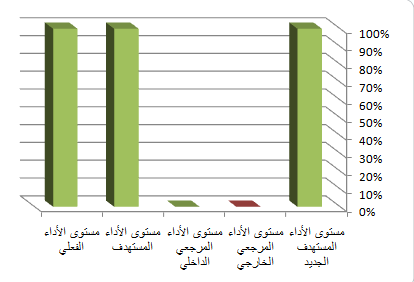 100%
90%
80%
70%
60%
50%
40%
30%
20%
10%
0%
مستوى الأداء
المستهدف
الجديد
مستوى الأداء
المرجعي
الخارجي
مستوى الأداء
المرجعي
الداخلي
مستوى الأداء
المستهدف
مستوى الأداء
الفعلي